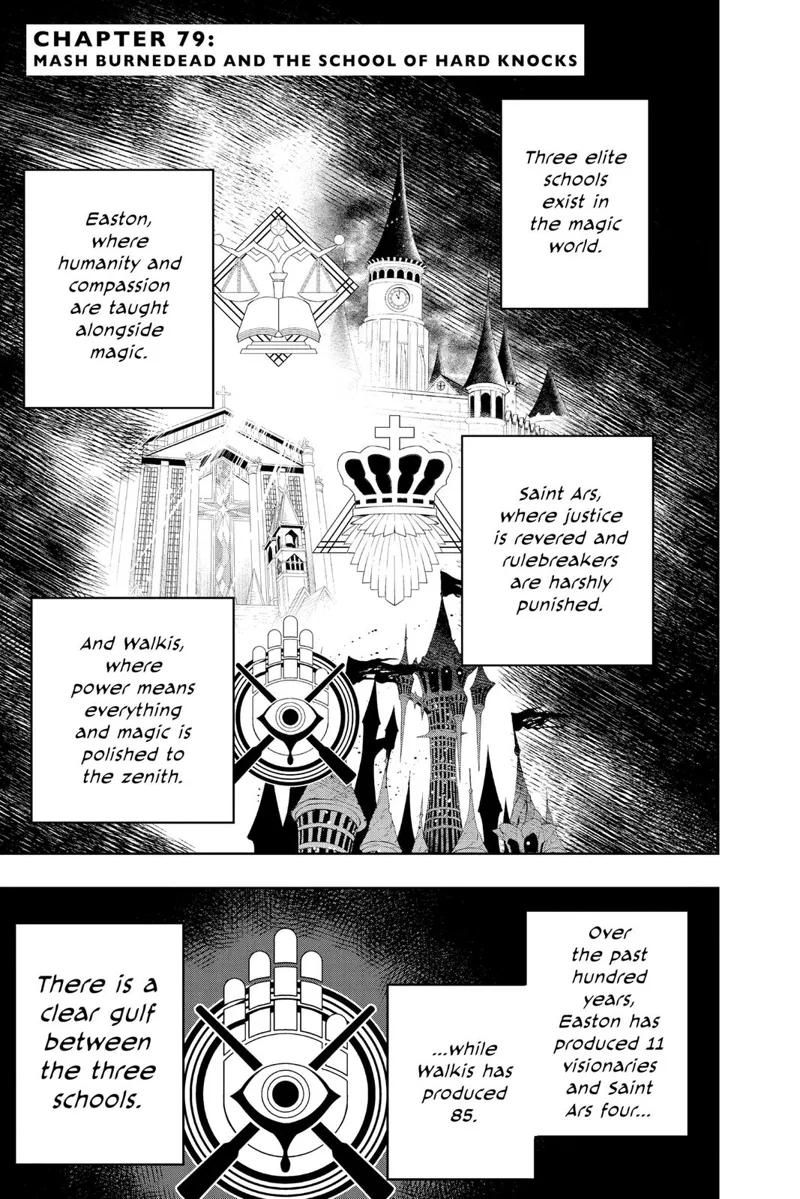 CHAPTER 79:
MASH BURNEDEAD AND THE SCHOOL OF HARD KNOCKS
Three elite
schools
exist in
the magic
world.
Easton,
where
humanity and
compassion
are taught
alongside
magic.
Saint Ars,
where justice
is revered and
rulebreakers
are harshly
punished.
And Walkis,
where
power means
everything
and magic is
polished to
the zenith.
Over
the past
hundred
years,
Easton has
produced 11
visionaries
and Saint
Ars four...
...while
Walkis has
produced
85.
There is a
clear gulf
between
the three
schools.